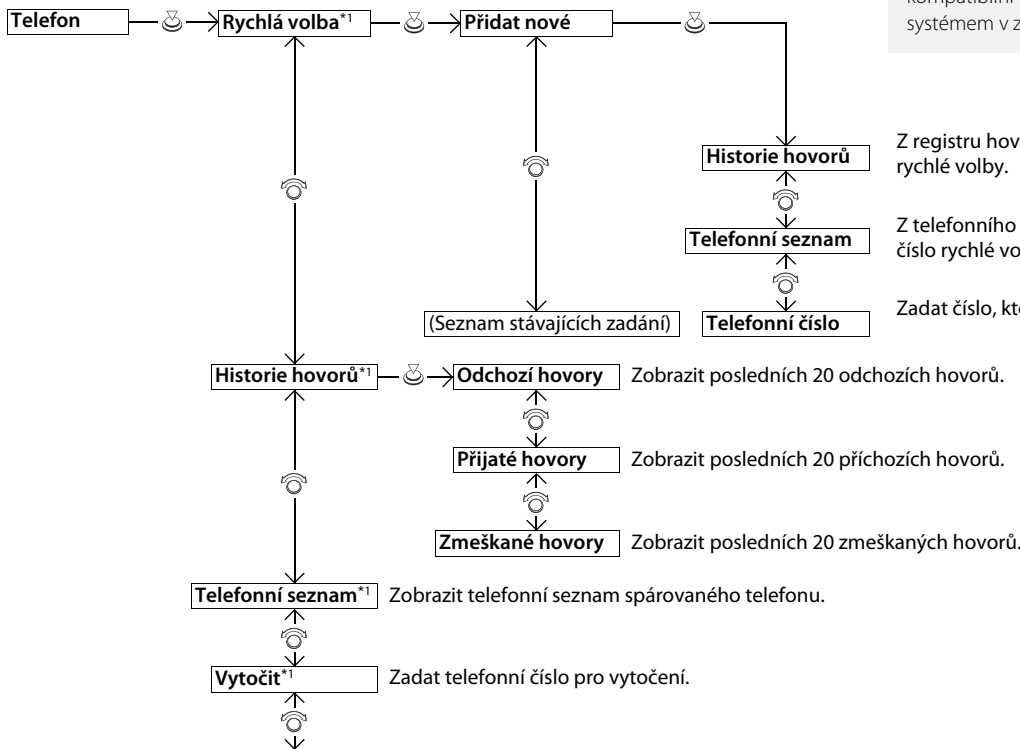 kompatibilní
systémem v z
Telefon
Rychlá volba*1
Přidat nové
Historie hovorů
Z registru hov
rychlé volby.
Telefonní seznam
Z telefonního
číslo rychlé vo
(Seznam stávajících zadání)
Telefonní číslo
Zadat číslo, kt
Historie hovorů*1
Odchozí hovory
Zobrazit posledních 20 odchozích hovorů.
Přijaté hovory
Zobrazit posledních 20 příchozích hovorů.
Zmeškané hovory
Zobrazit posledních 20 zmeškaných hovorů.
Telefonní seznam*1
Zobrazit telefonní seznam spárovaného telefonu.
Vytočit*1
Zadat telefonní číslo pro vytočení.